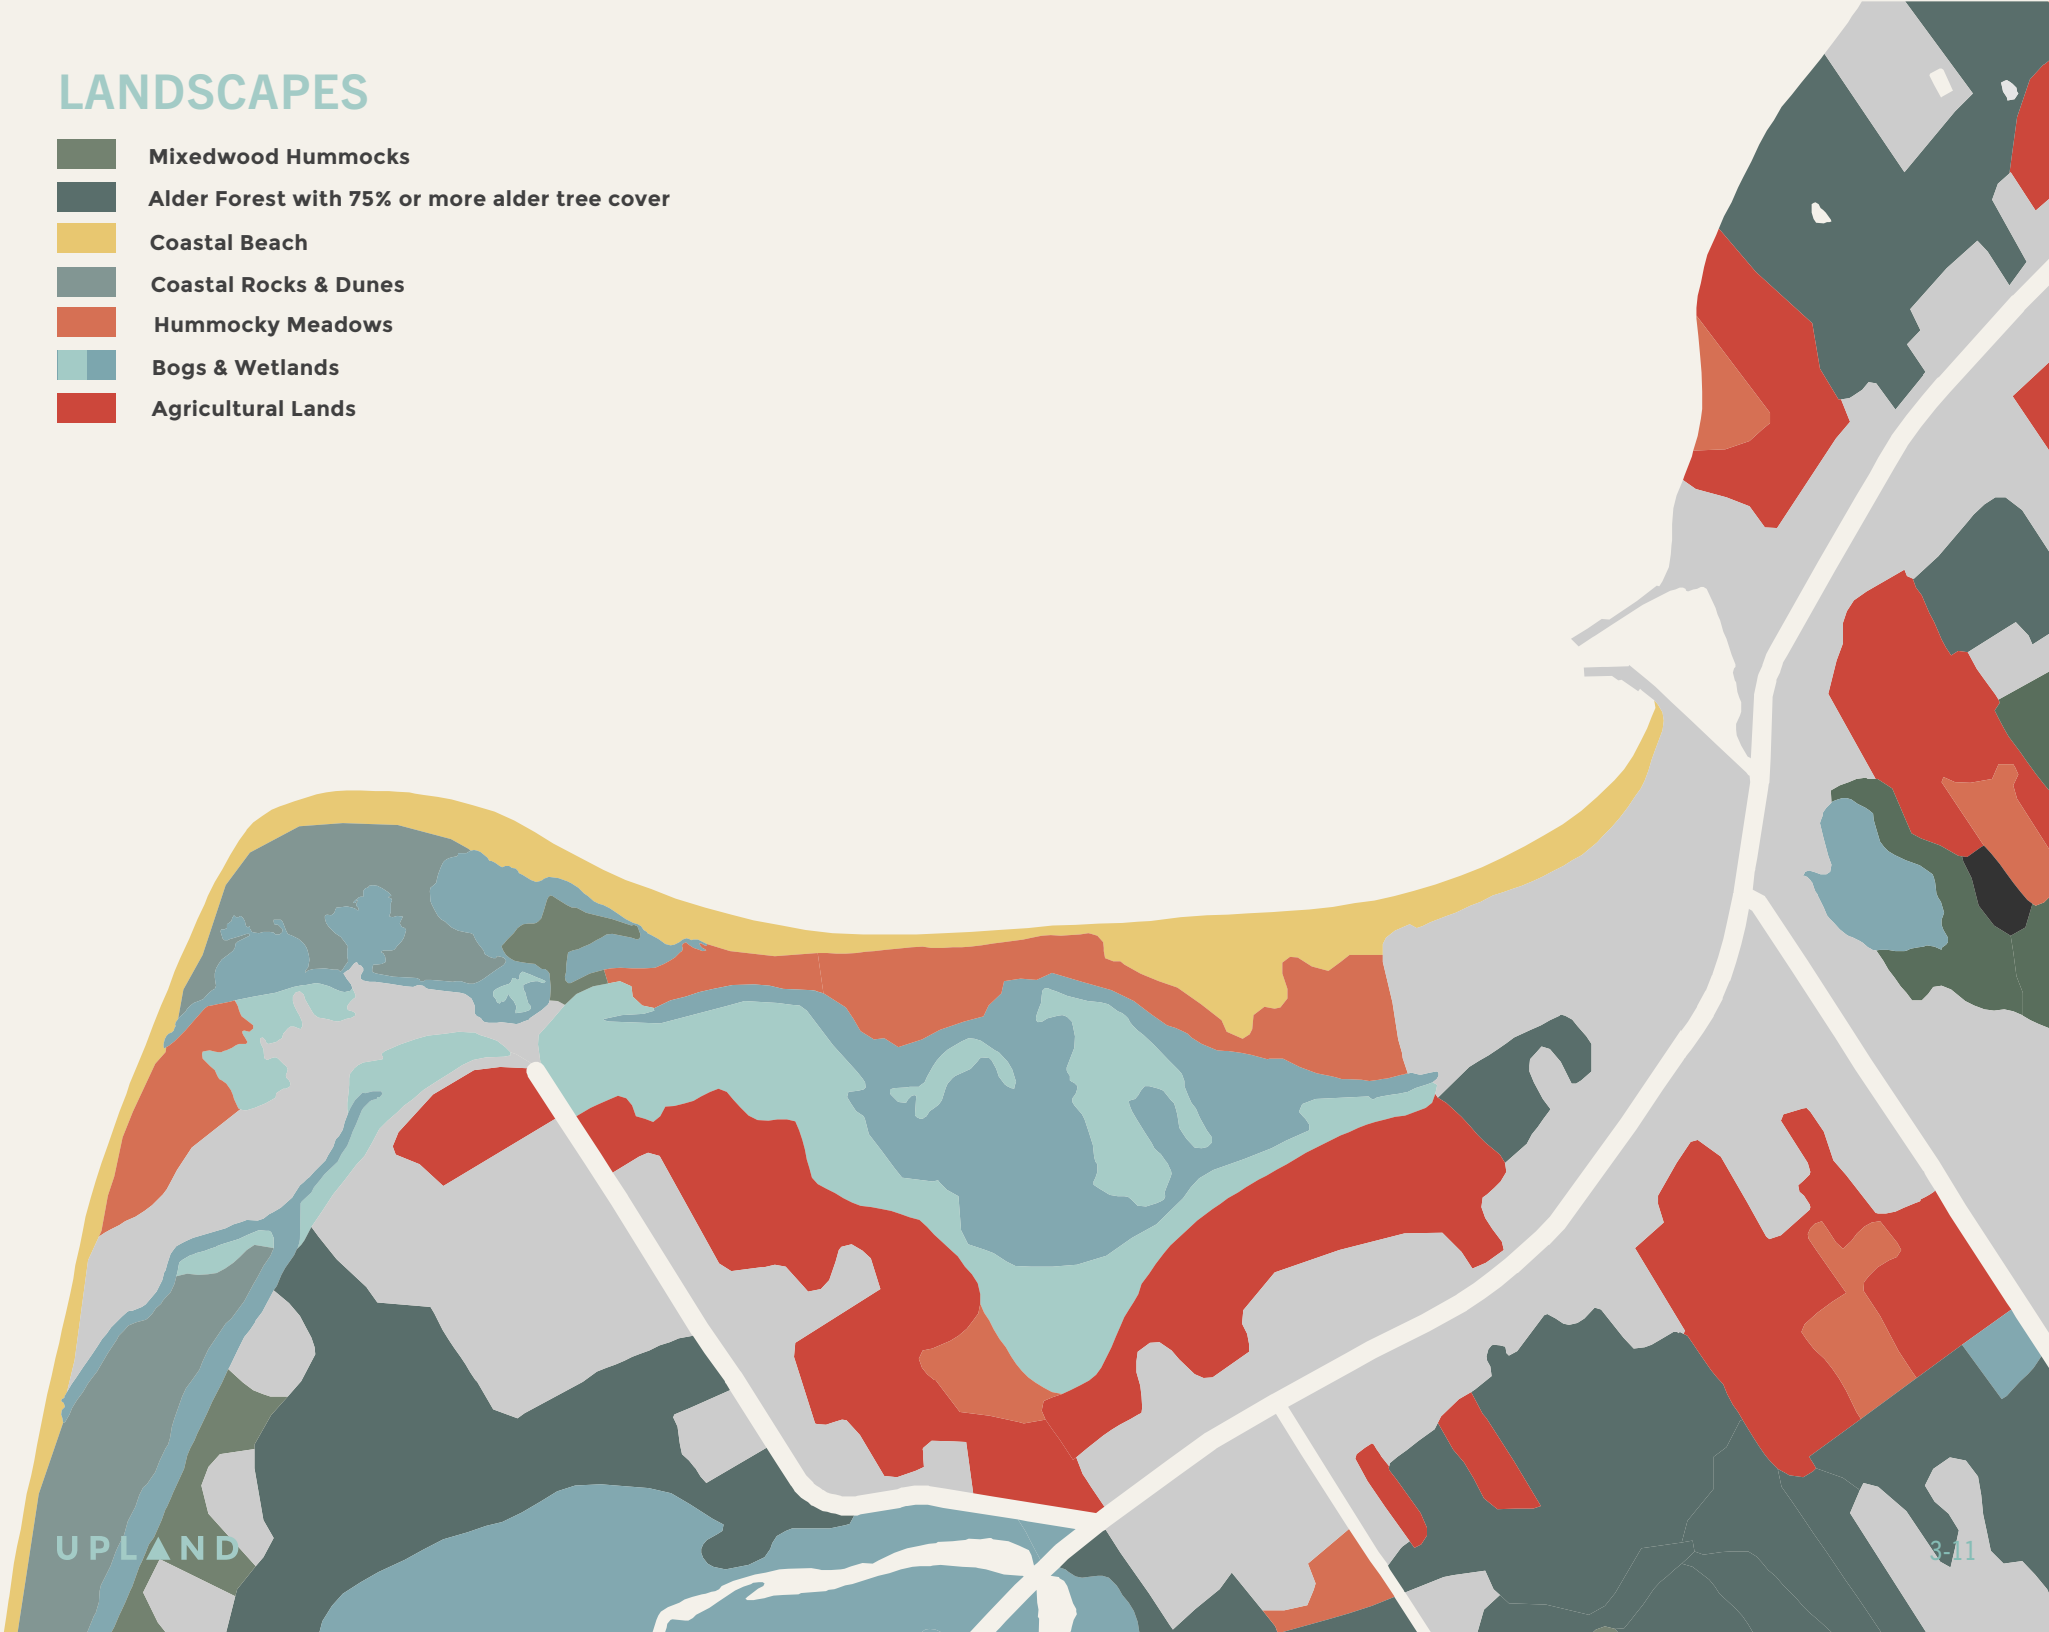 LANDSCAPES
Mixedwood Hummocks
Alder Forest with 75% or more alder tree cover
Coastal Beach
Coastal Rocks & Dunes
Hummocky Meadows
Bogs & Wetlands
Agricultural Lands
UPLAND
3-11